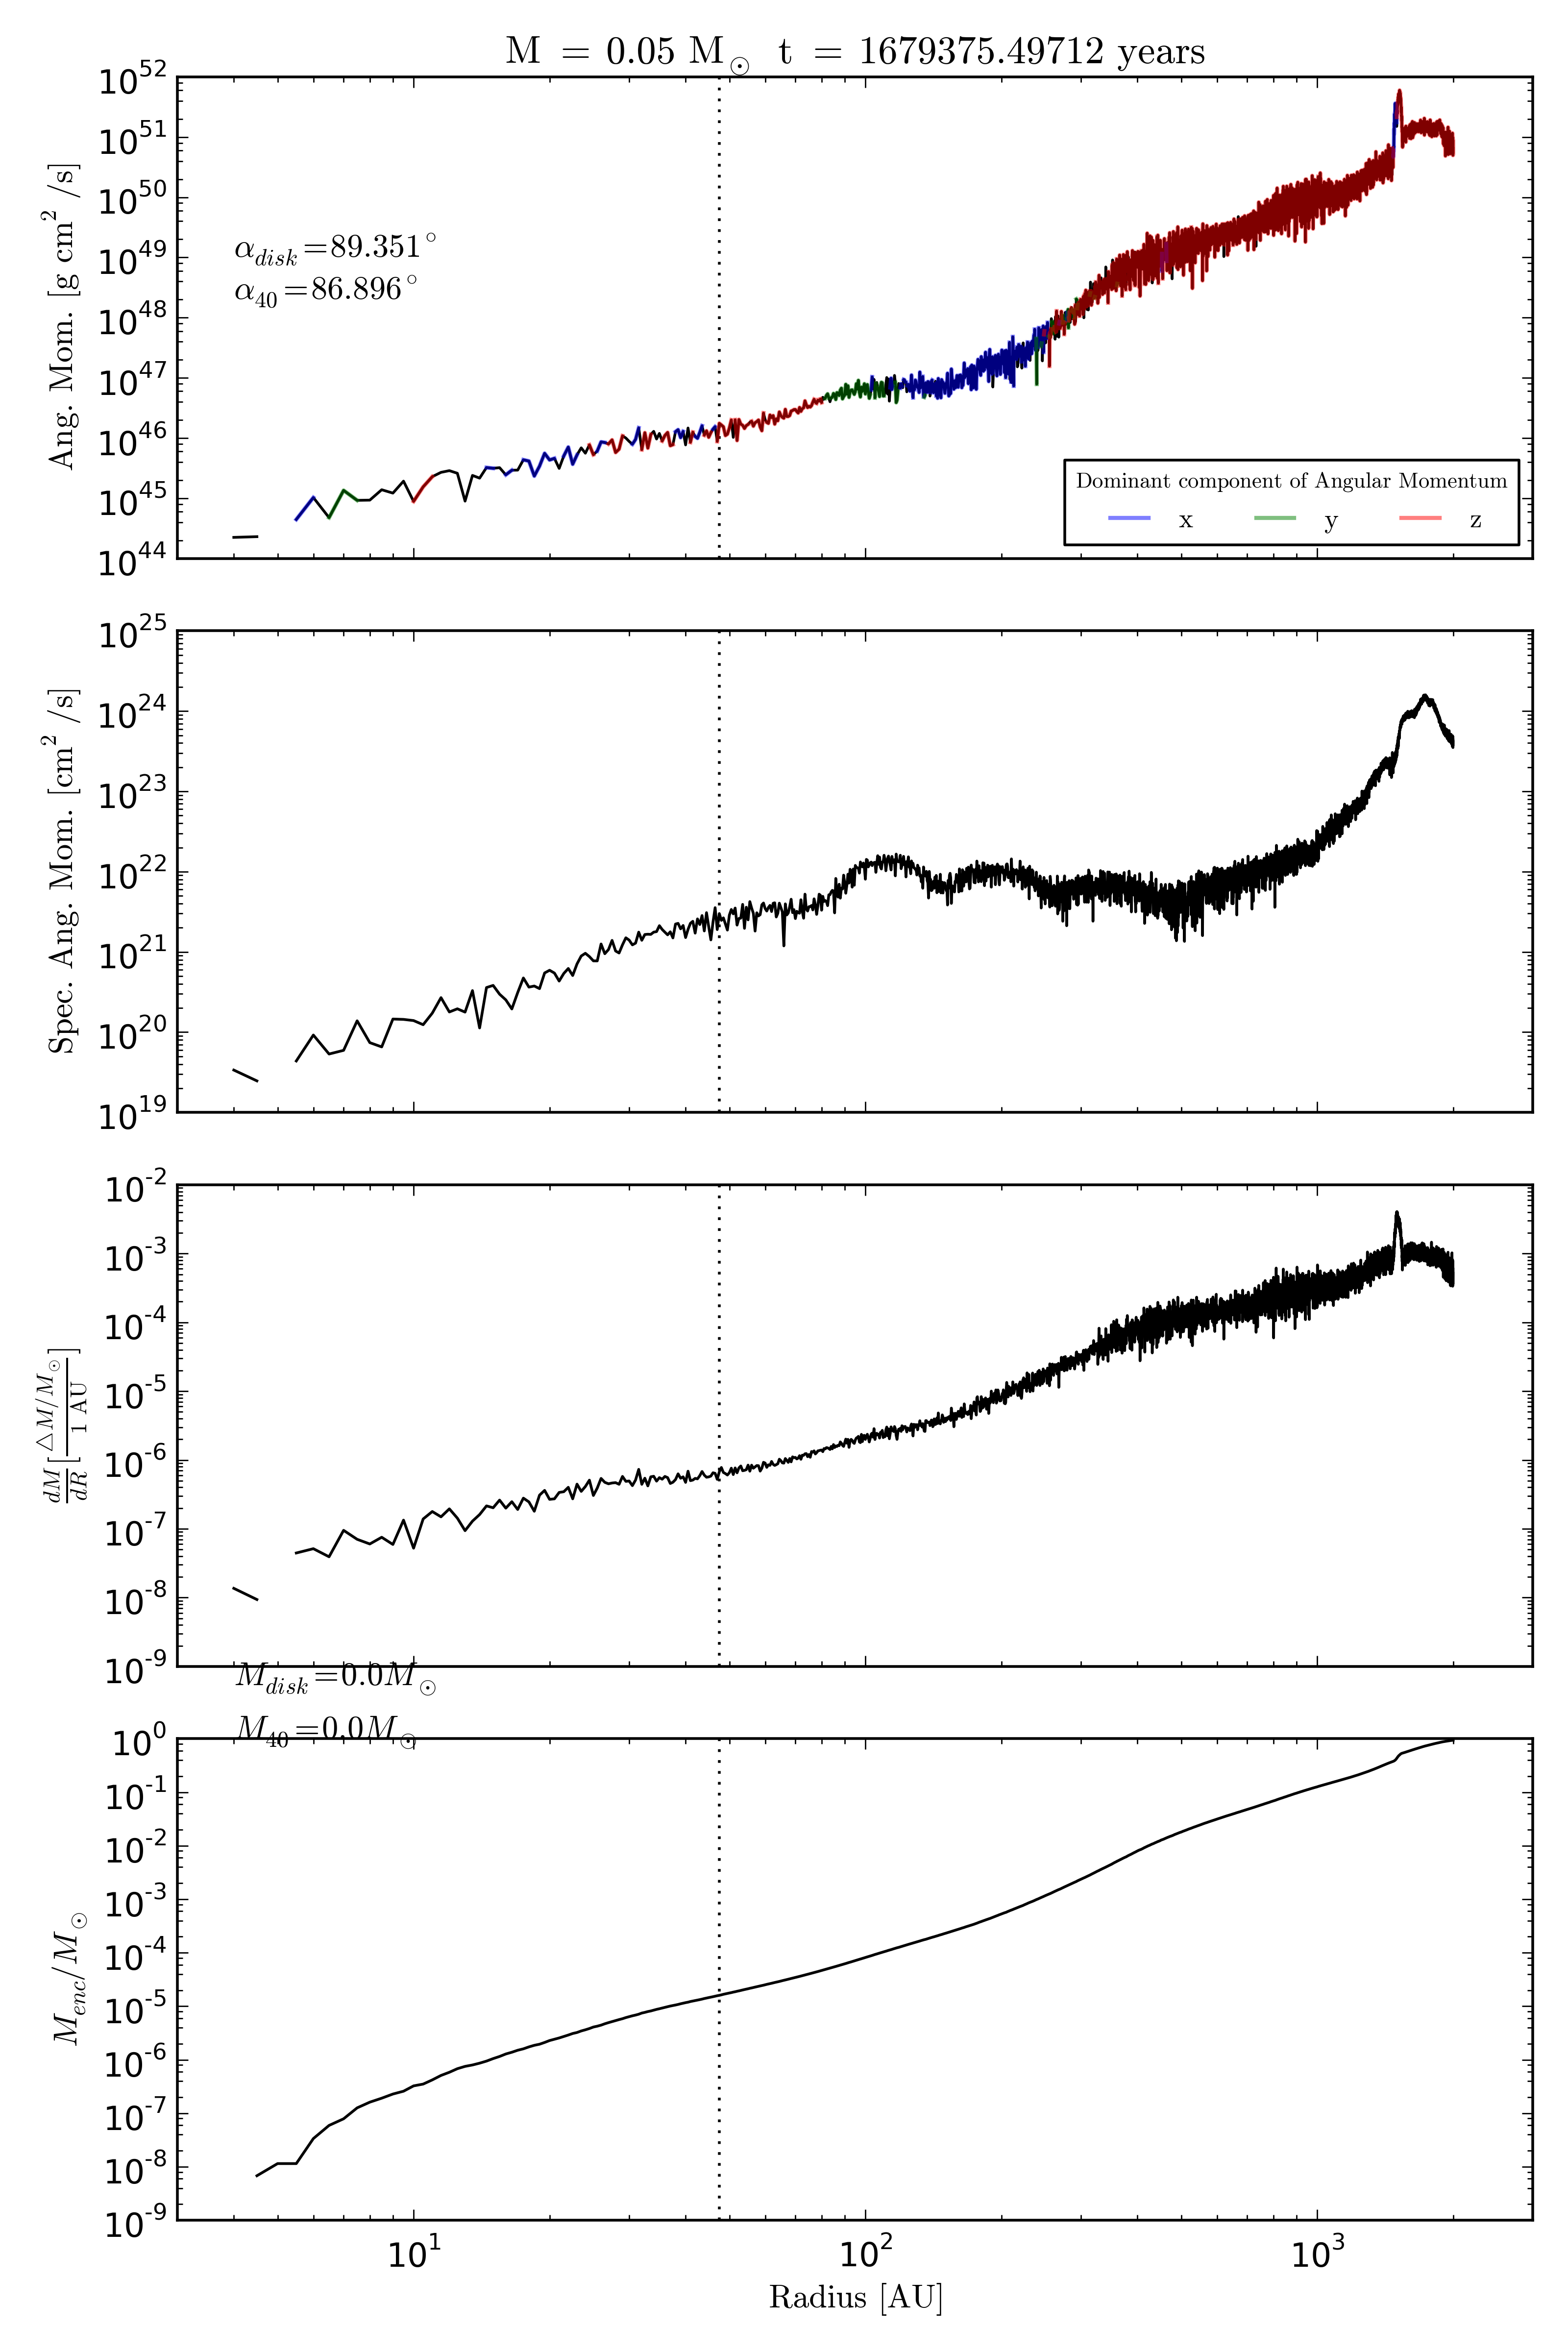 M = 0.05 M⊙ t = 1679375.49712 years
10^52
10^51
10^50
10^49
10^48
10^47
10^46
10^45
10^44
Ang. Mom. [g cm² /s]
α_disk=89.351°
α_40=86.896°
Dominant component of Angular Momentum
x y z
10^25
10^24
10^23
10^22
10^21
10^20
10^19
Spec. Ang. Mom. [cm² /s]
10^-2
10^-3
10^-4
10^-5
10^-6
10^-7
10^-8
10^-9
dM/dR [△M/M⊙ / 1 AU]
M_disk=0.0M⊙
M_40=0.0M⊙
10^0
10^-1
10^-2
10^-3
10^-4
10^-5
10^-6
10^-7
10^-8
10^-9
M_enc/M⊙
10^1 10^2 10^3
Radius [AU]